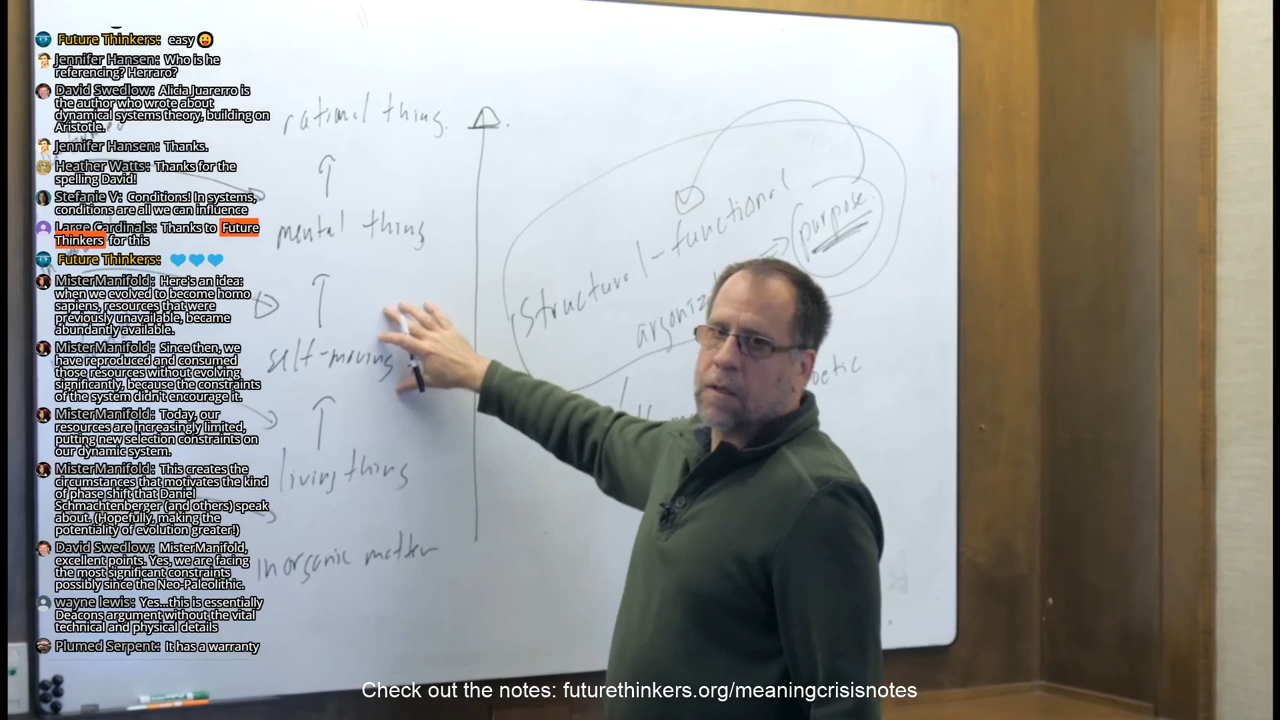 Future Thinkers: easy 😛
Jennifer Hansen: Who is he
referencing? Herraro?
David Swedlow: Alicia Juarerro is
the author who wrote about
dynamical systems theory, building on
Aristotle.
Jennifer Hansen: Thanks.
Heather Watts: Thanks for the
spelling David!
Stefanie V: Conditions! In systems,
conditions are all we can influence
Large Cardinals: Thanks to Future
Thinkers for this
Future Thinkers: 💙💙💙
MisterManifold: Here's an idea:
when we evolved to become homo
sapiens, resources that were
previously unavailable, became
abundantly available.
MisterManifold: Since then, we
have reproduced and consumed
those resources without evolving
significantly, because the constraints
of the system didn't encourage it.
MisterManifold: Today, our
resources are increasingly limited,
putting new selection constraints on
our dynamic system.
MisterManifold: This creates the
circumstances that motivates the kind
of phase shift that Daniel
Schmachtenberger (and others) speak
about. (Hopefully, making the
potentiality of evolution greater!)
David Swedlow: MisterManifold,
excellent points. Yes, we are facing
the most significant constraints
possibly since the Neo-Paleolithic.
wayne lewis: Yes...this is essentially
Deacons argument without the vital
technical and physical details
Plumed Serpent: It has a warranty
rational thing.
mental thing
self-moving
living thing
inorganic matter
Structural-functional
purpose.
Check out the notes: futurethinkers.org/meaningcrisisnotes